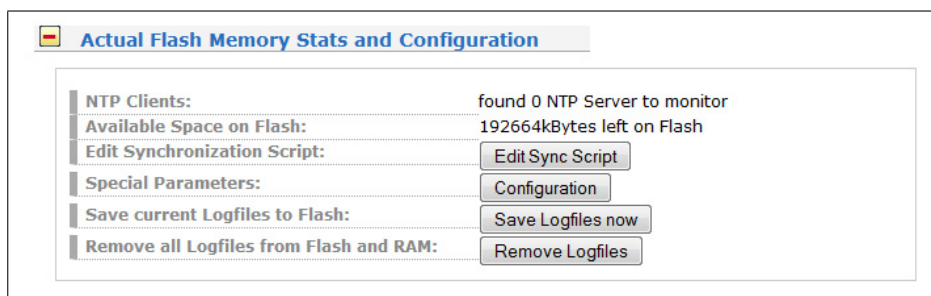 Actual Flash Memory Stats and Configuration
NTP Clients: found 0 NTP Server to monitor
Available Space on Flash: 192664kBytes left on Flash
Edit Synchronization Script: Edit Sync Script
Special Parameters: Configuration
Save current Logfiles to Flash: Save Logfiles now
Remove all Logfiles from Flash and RAM: Remove Logfiles